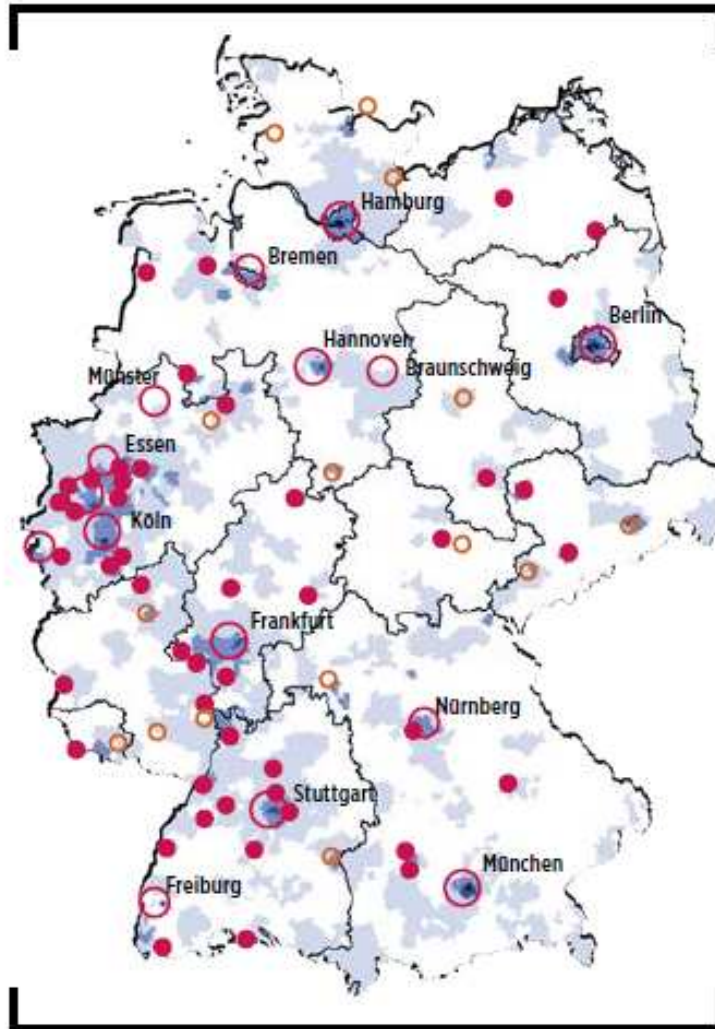 Hamburg
Bremen
Berlin
Hannover
Braunschweig
Münster
Essen
Köln
Frankfurt
Nürnberg
Stuttgart
München
Freiburg